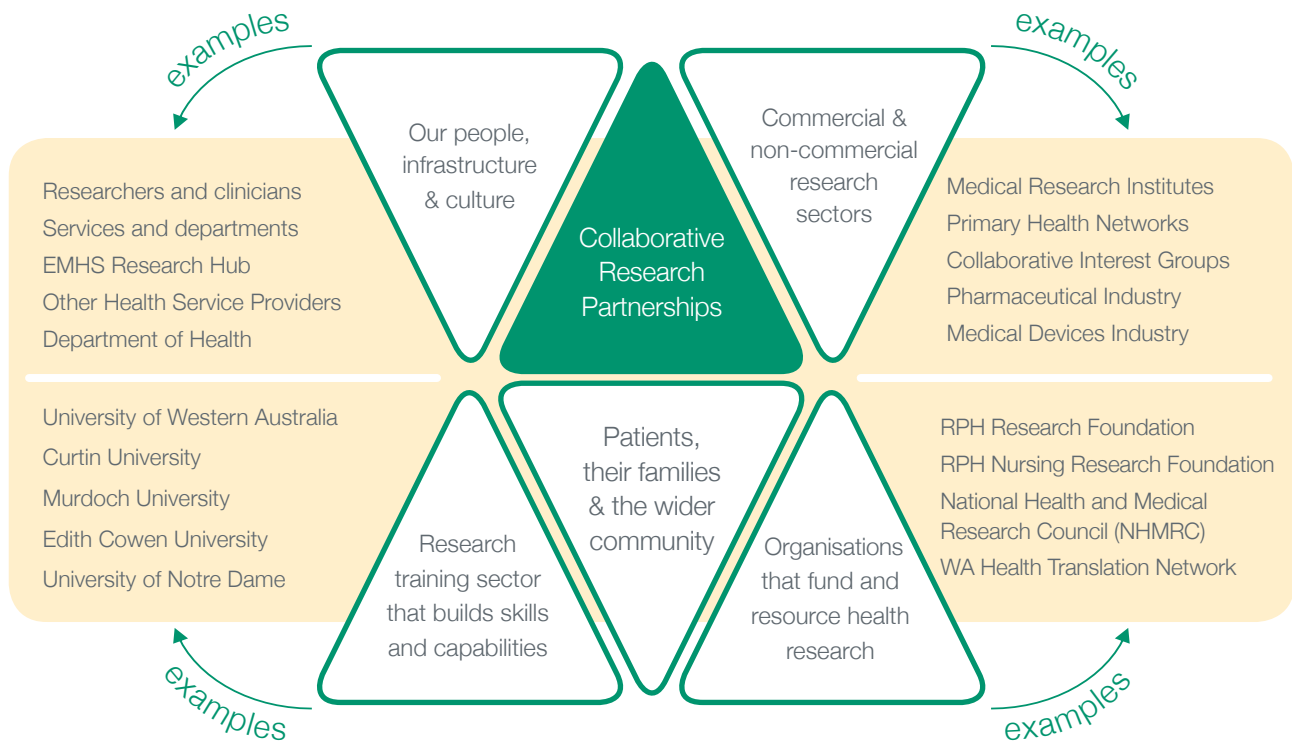 examples
Our people,
infrastructure
& culture
Researchers and clinicians
Services and departments
EMHS Research Hub
Other Health Service Providers
Department of Health
Collaborative
Research
Partnerships
examples
Commercial &
non-commercial
research
sectors
Medical Research Institutes
Primary Health Networks
Collaborative Interest Groups
Pharmaceutical Industry
Medical Devices Industry
University of Western Australia
Curtin University
Murdoch University
Edith Cowen University
University of Notre Dame
Research
training sector
that builds skills
and capabilities
examples
Patients,
their families
& the wider
community
Organisations
that fund and
resource health
research
RPH Research Foundation
RPH Nursing Research Foundation
National Health and Medical
Research Council (NHMRC)
WA Health Translation Network
examples